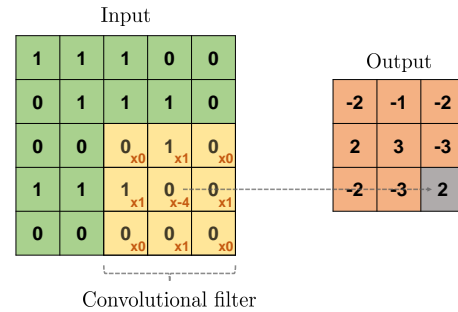 Input
1 1 1 0 0
Output
0 1 1 1 0
-2 -1 -2
0 0 0 x0 1 x1 0 x0
2 3 -3
1 1 1 x1 0 x-4 0 x1
-2 -3 2
0 0 0 x0 0 x1 0 x0
Convolutional filter